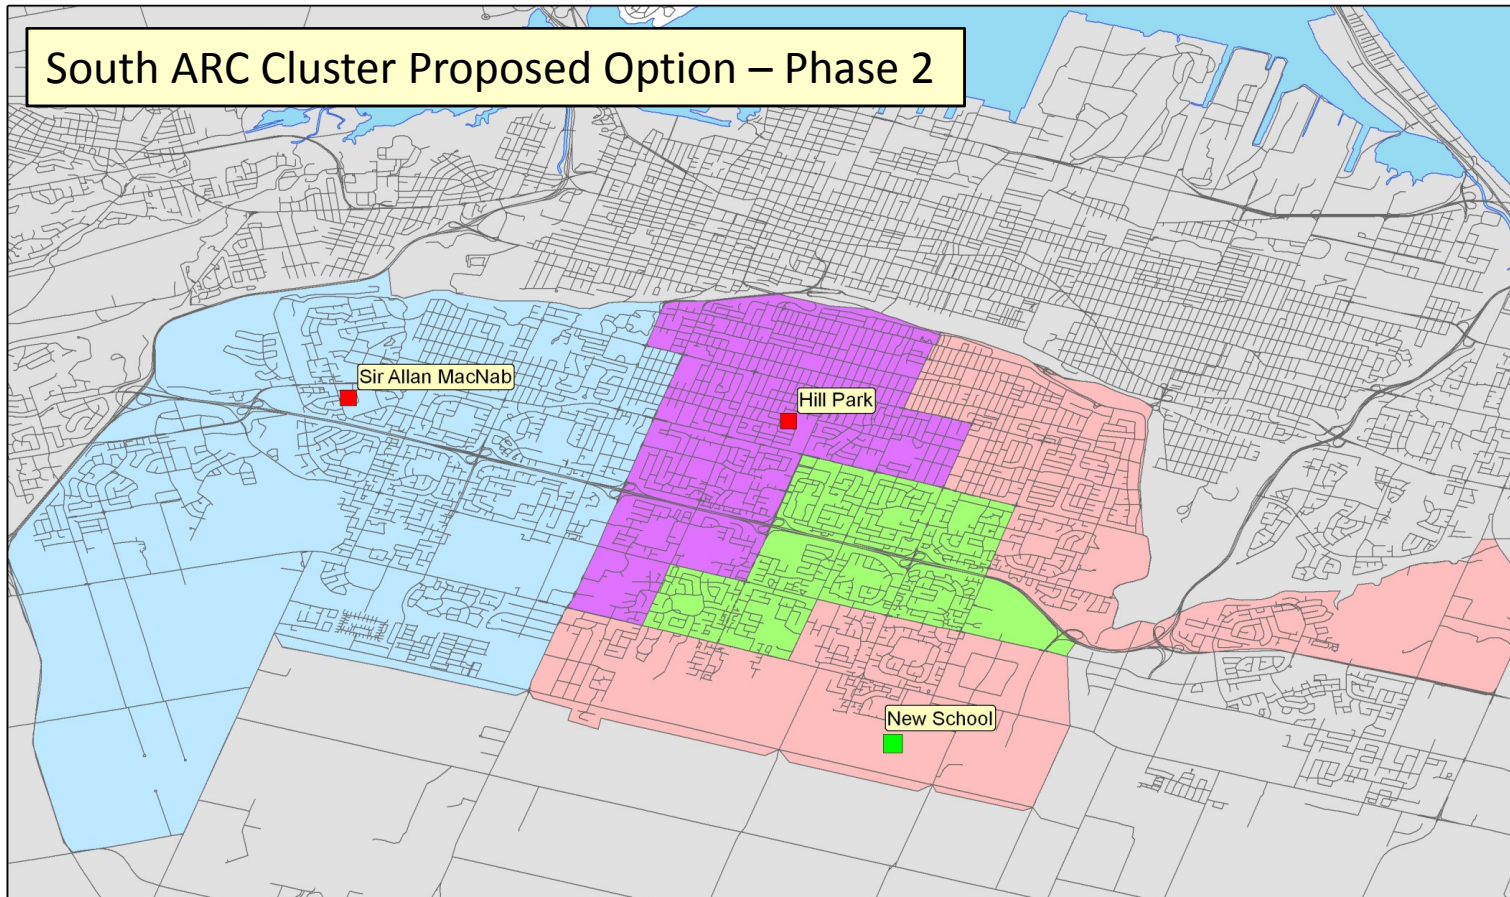 South ARC Cluster Proposed Option – Phase 2
Sir Allan MacNab
Hill Park
New School